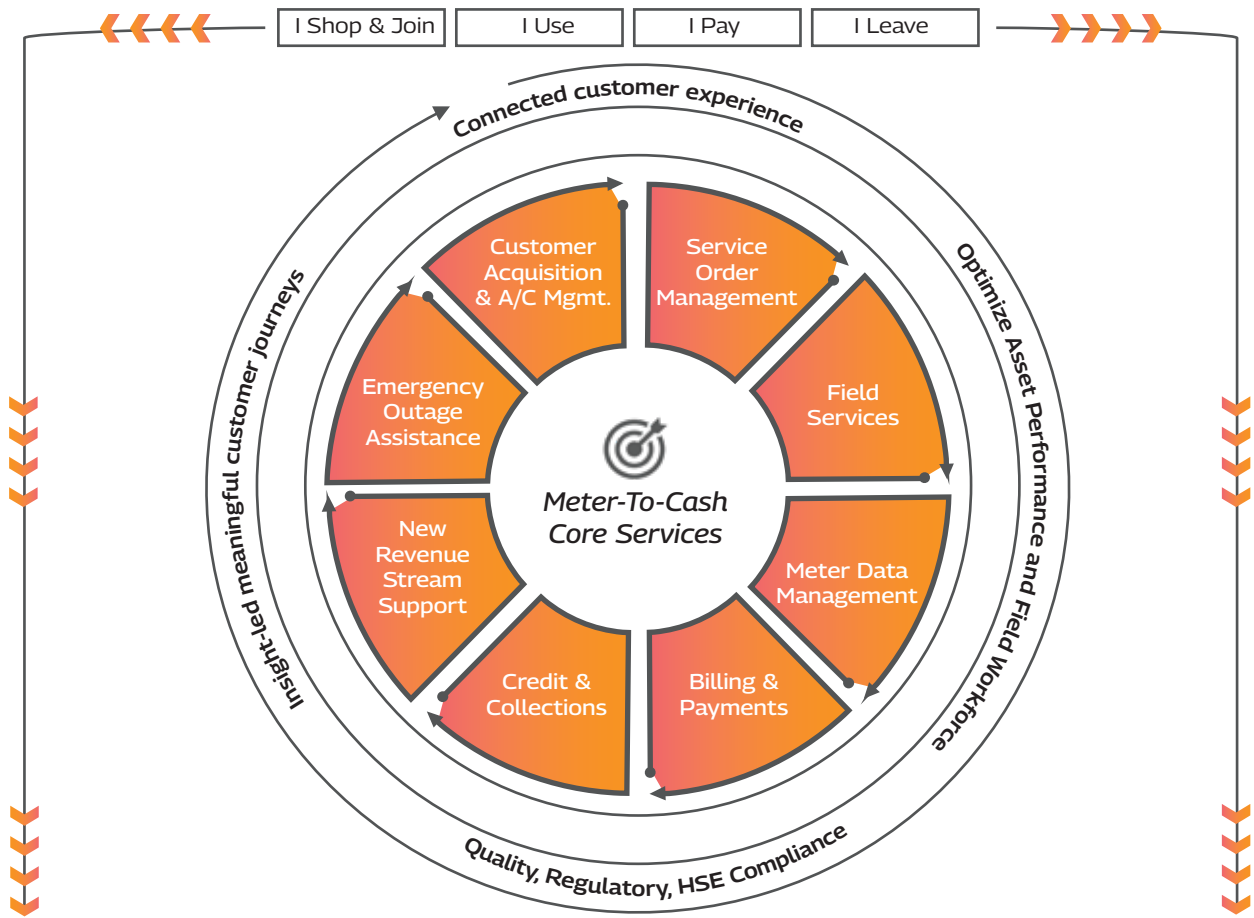 I Shop & Join
I Use
I Pay
I Leave
Connected customer experience
Optimize Asset Performance and Field Workforce
Quality, Regulatory, HSE Compliance
Insight-led meaningful customer journeys
Customer
Acquisition
& A/C Mgmt.
Service
Order
Management
Field
Services
Meter Data
Management
Billing &
Payments
Credit &
Collections
New
Revenue
Stream
Support
Emergency
Outage
Assistance
Meter-To-Cash
Core Services